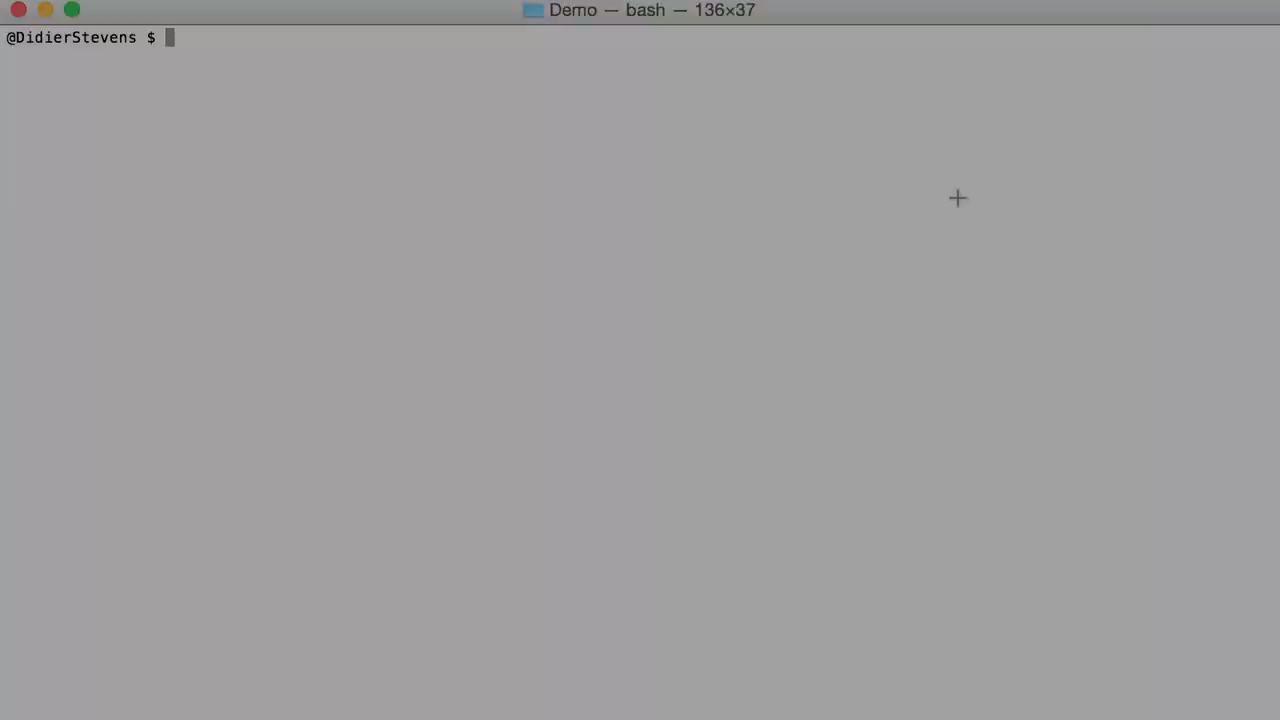 Demo — bash — 136×37
@DidierStevens $